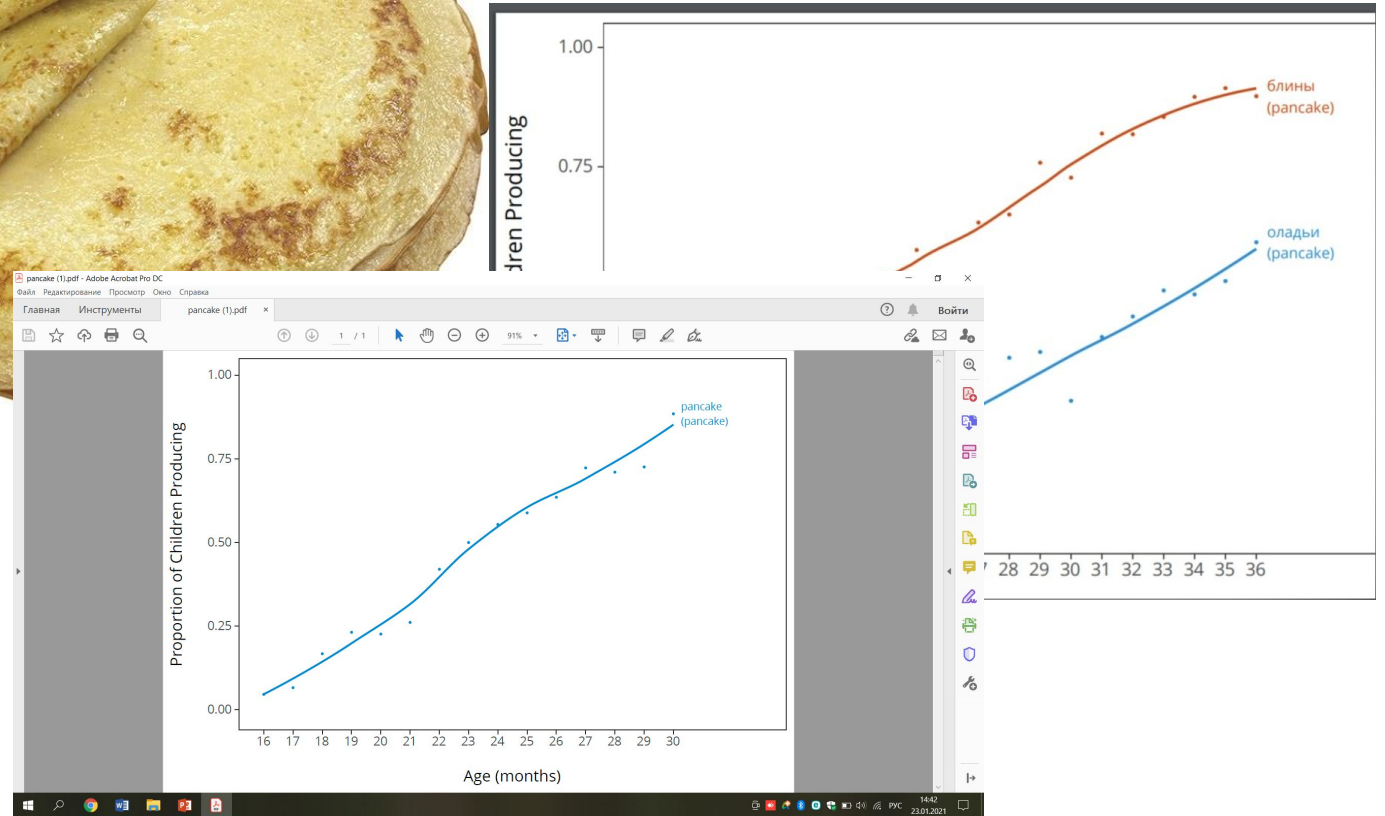 1.00
0.75
блины
(pancake)
оладьи
(pancake)
dren Producing
28 29 30 31 32 33 34 35 36
pancake (1).pdf - Adobe Acrobat Pro DC
Файл Редактирование Просмотр Окно Справка
Главная Инструменты pancake (1).pdf ×
Войти
1 / 1 91%
1.00
0.75
0.50
0.25
0.00
pancake
(pancake)
Proportion of Children Producing
16 17 18 19 20 21 22 23 24 25 26 27 28 29 30
Age (months)
РУС
14:42
23.01.2021